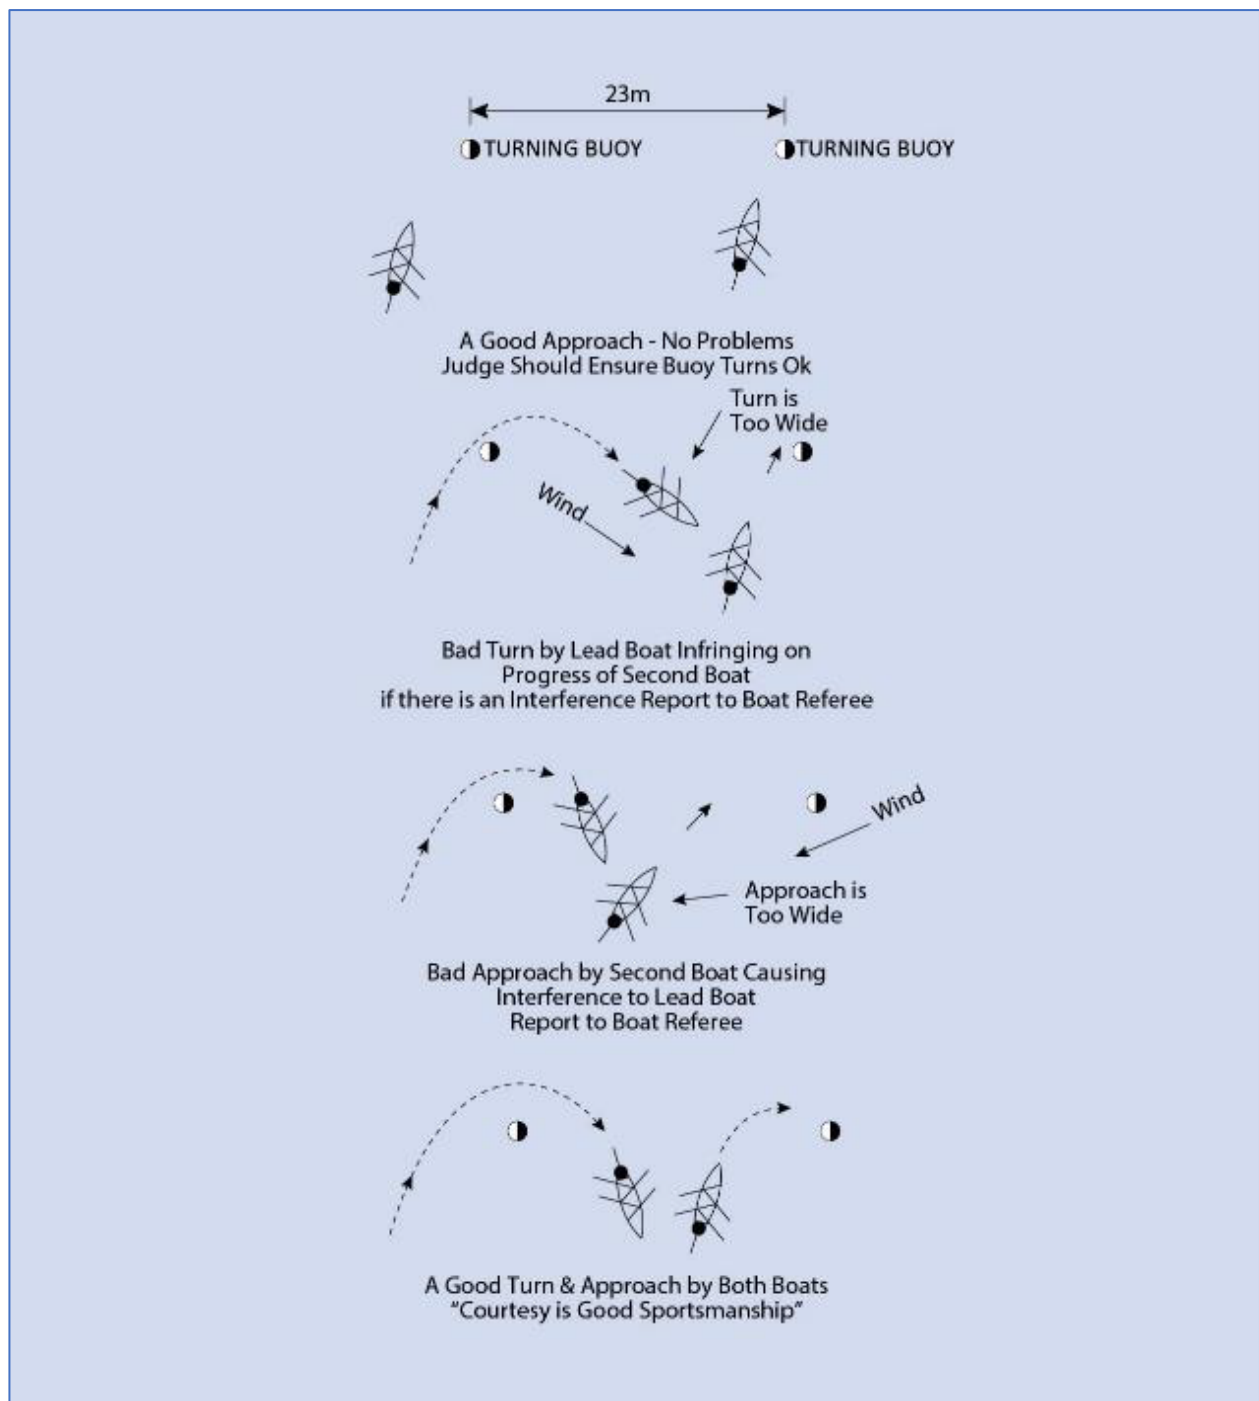 23m
TURNING BUOY
TURNING BUOY
A Good Approach - No Problems
Judge Should Ensure Buoy Turns Ok
Turn is
Too Wide
Wind
Bad Turn by Lead Boat Infringing on
Progress of Second Boat
if there is an Interference Report to Boat Referee
Wind
Approach is
Too Wide
Bad Approach by Second Boat Causing
Interference to Lead Boat
Report to Boat Referee
A Good Turn & Approach by Both Boats
"Courtesy is Good Sportsmanship"